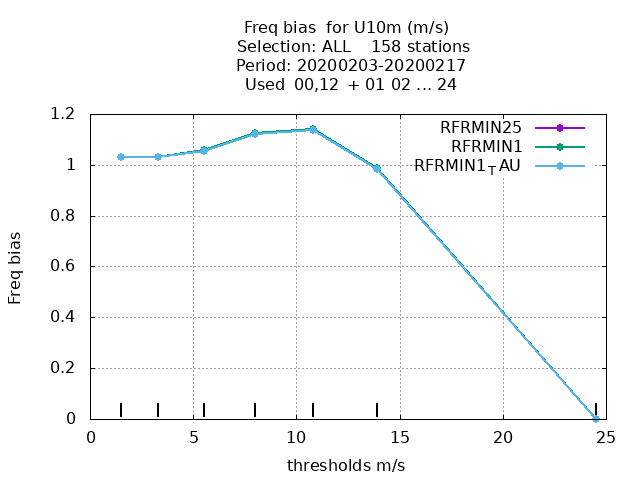 Freq bias  for U10m (m/s)
Selection: ALL    158 stations
Period: 20200203-20200217
Used  00,12  + 01 02 ... 24
RFRMIN25
RFRMIN1
RFRMIN1TAU
1.2
1
0.8
0.6
0.4
0.2
0
Freq bias
0 5 10 15 20 25
thresholds m/s